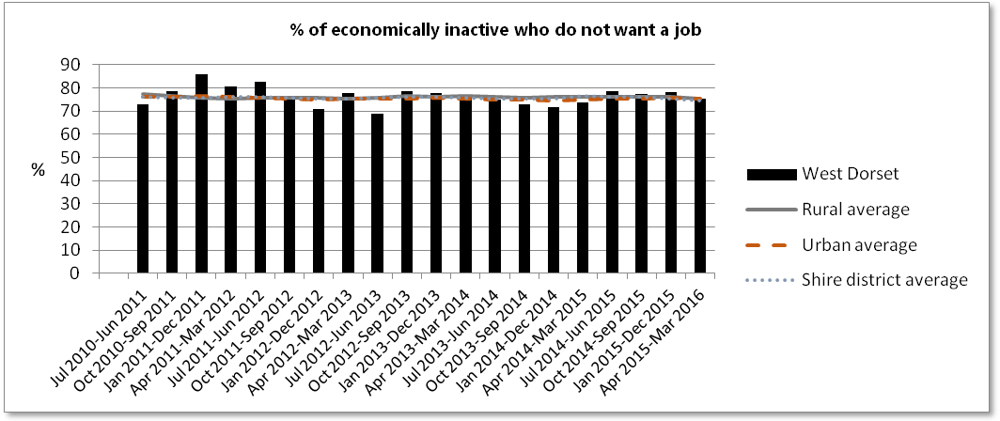 % of economically inactive who do not want a job
90
80
70
60
50
40
30
20
10
0
%
Jul 2010-Jun 2011
Oct 2010-Sep 2011
Jan 2011-Dec 2011
Apr 2011-Mar 2012
Jul 2011-Jun 2012
Oct 2011-Sep 2012
Jan 2012-Dec 2012
Apr 2012-Mar 2013
Jul 2012-Jun 2013
Oct 2012-Sep 2013
Jan 2013-Dec 2013
Apr 2013-Mar 2014
Jul 2013-Jun 2014
Oct 2013-Sep 2014
Jan 2014-Dec 2014
Apr 2014-Mar 2015
Jul 2014-Jun 2015
Oct 2014-Sep 2015
Jan 2015-Dec 2015
Apr 2015-Mar 2016
West Dorset
Rural average
Urban average
Shire district average